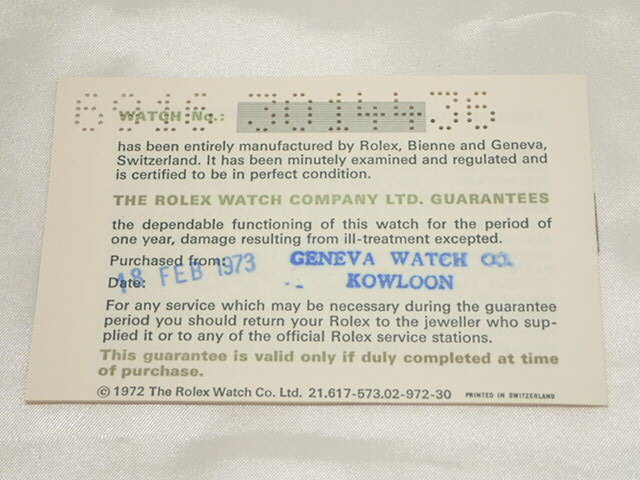 6916 3014436
WATCH No.:
has been entirely manufactured by Rolex, Bienne and Geneva,
Switzerland. It has been minutely examined and regulated and
is certified to be in perfect condition.
THE ROLEX WATCH COMPANY LTD. GUARANTEES
the dependable functioning of this watch for the period of
one year, damage resulting from ill-treatment excepted.
Purchased from: GENEVA WATCH CO.
18 FEB 1973
Date: KOWLOON
For any service which may be necessary during the guarantee
period you should return your Rolex to the jeweller who sup-
plied it or to any of the official Rolex service stations.
This guarantee is valid only if duly completed at time
of purchase.
© 1972 The Rolex Watch Co. Ltd. 21.617-573.02-972-30 PRINTED IN SWITZERLAND